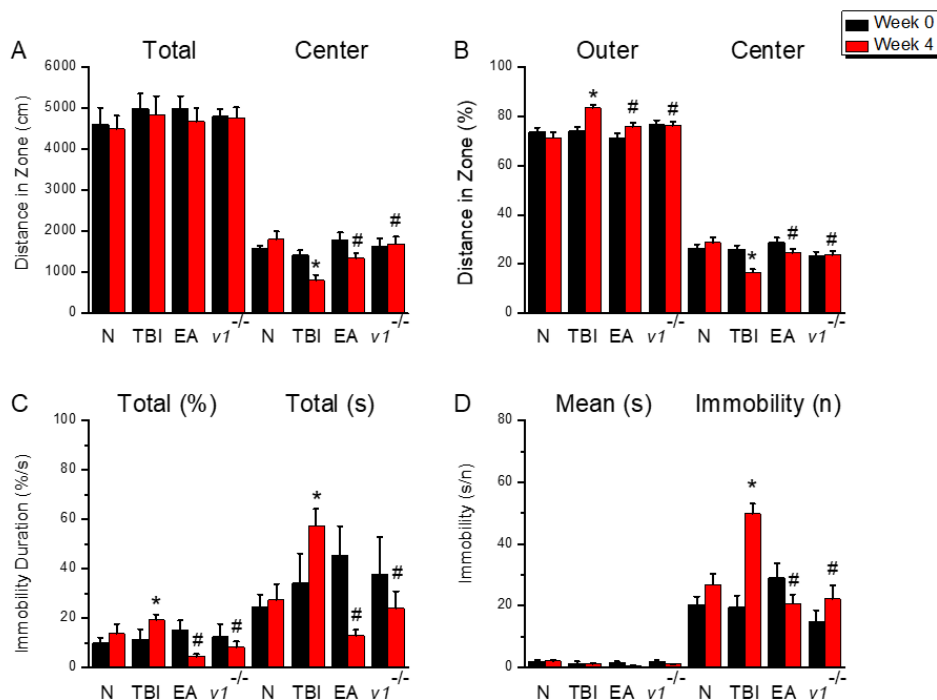 Week 0
Week 4
A
Total
Center
Distance in Zone (cm)
6000
5000
4000
3000
2000
1000
0
*
#
#
N TBI EA v1-/- N TBI EA v1-/-
B
Outer
Center
Distance in Zone (%)
100
80
60
40
20
0
*
#
#
*
#
#
N TBI EA v1-/- N TBI EA v1-/-
C
Total (%)
Total (s)
Immobility Duration (%/s)
100
80
60
40
20
0
*
#
#
*
#
#
N TBI EA v1-/- N TBI EA v1-/-
D
Mean (s)
Immobility (n)
Immobility (s/n)
80
60
40
20
0
*
#
#
N TBI EA v1-/- N TBI EA v1-/-